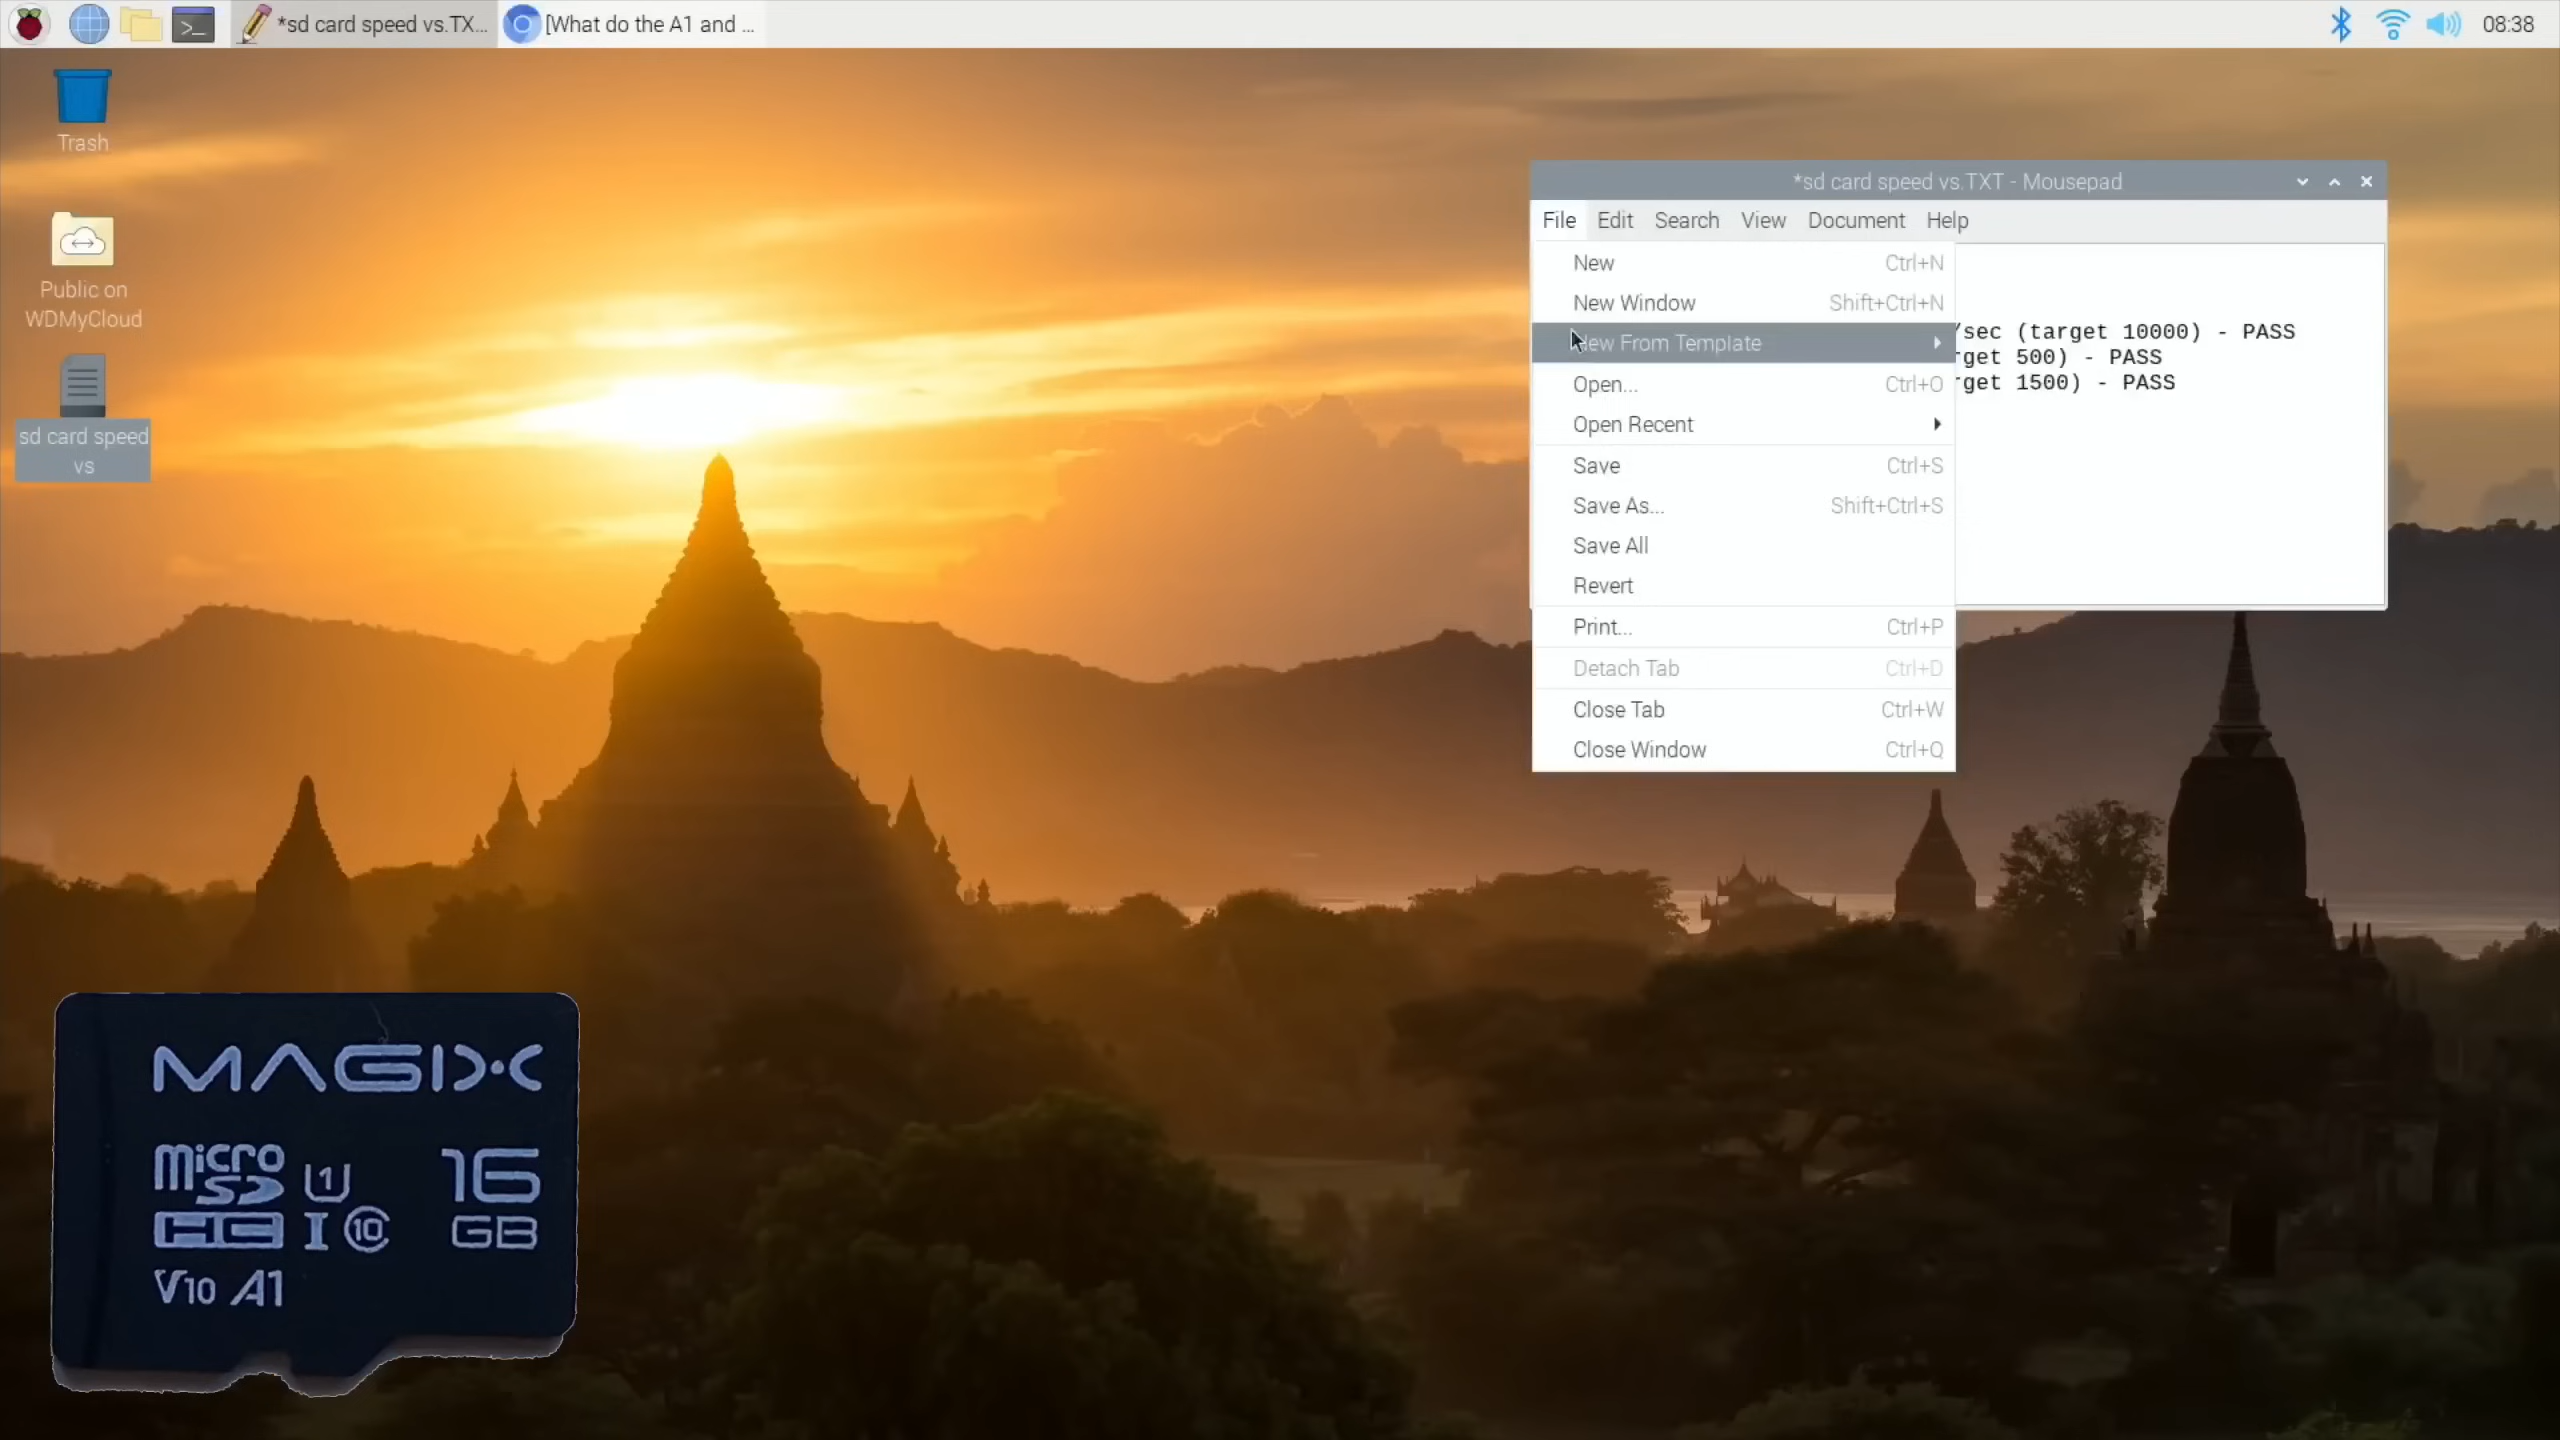 *sd card speed vs.TX...
[What do the A1 and ...
08:38
Trash
Public on
WDMyCloud
sd card speed
vs
*sd card speed vs.TXT - Mousepad
File Edit Search View Document Help
New Ctrl+N
New Window Shift+Ctrl+N
New From Template
Open... Ctrl+O
Open Recent
Save Ctrl+S
Save As... Shift+Ctrl+S
Save All
Revert
Print... Ctrl+P
Detach Tab Ctrl+D
Close Tab Ctrl+W
Close Window Ctrl+Q
/sec (target 10000) - PASS
rget 500) - PASS
rget 1500) - PASS
MAGIX
micro
SD
HC I 10
U1
16
GB
V10 A1